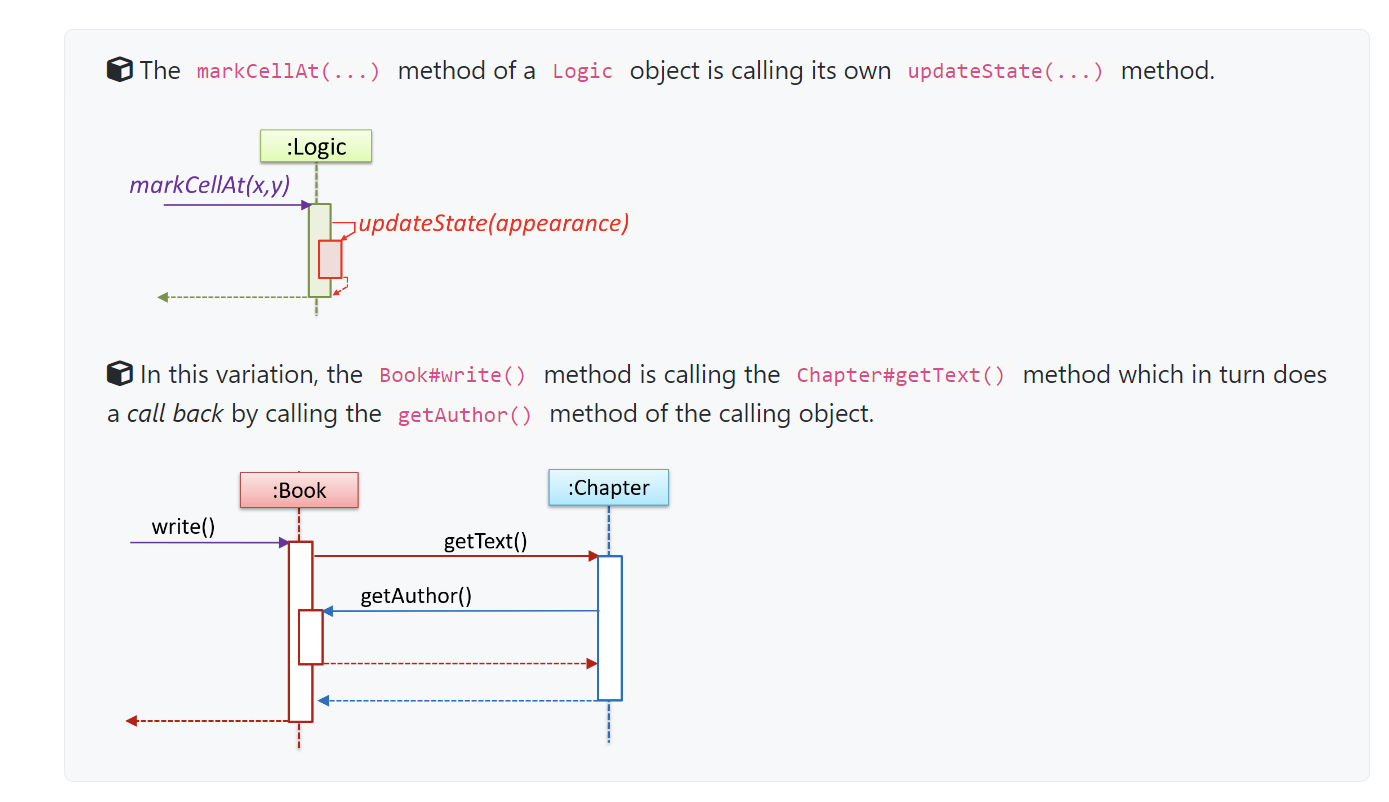 The markCellAt(...) method of a Logic object is calling its own updateState(...) method.
:Logic
markCellAt(x,y)
updateState(appearance)
In this variation, the Book#write() method is calling the Chapter#getText() method which in turn does
a call back by calling the getAuthor() method of the calling object.
:Book
:Chapter
write()
getText()
getAuthor()